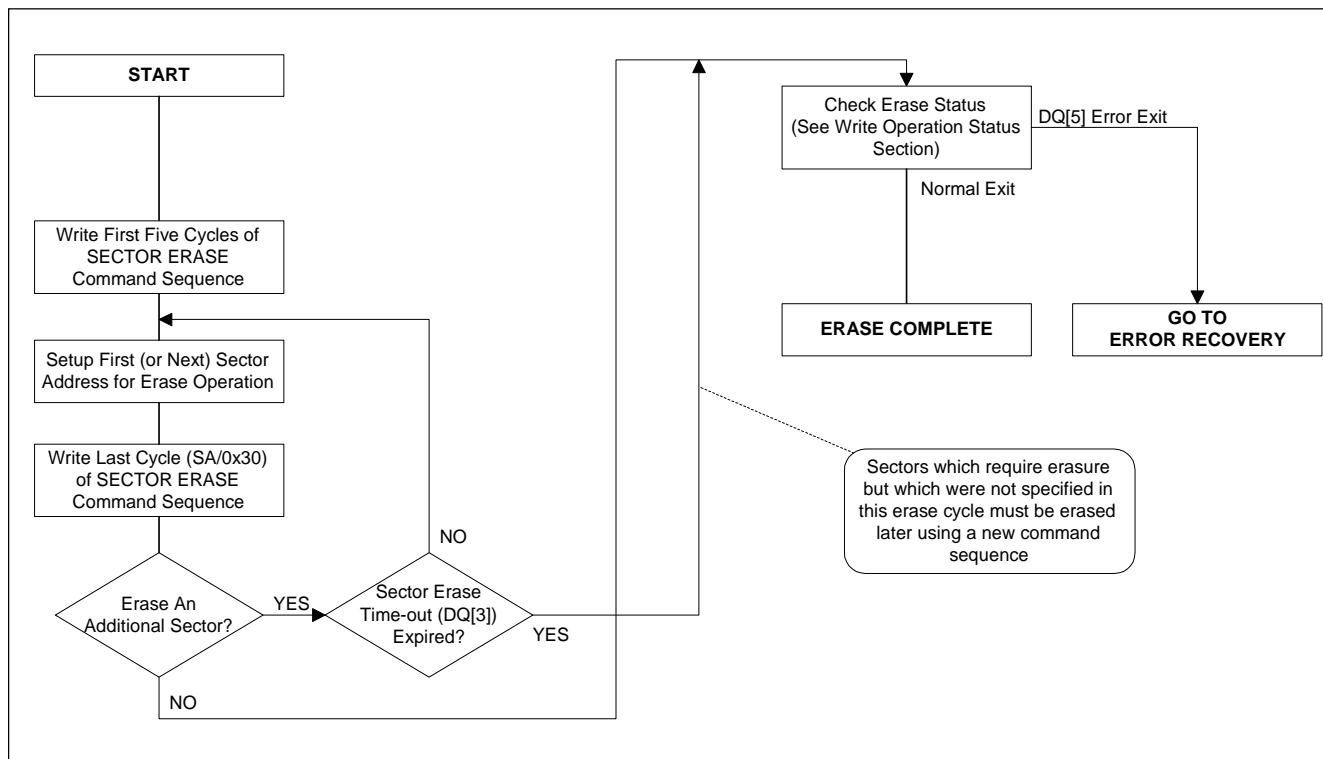 START
Write First Five Cycles of
SECTOR ERASE
Command Sequence
Setup First (or Next) Sector
Address for Erase Operation
Write Last Cycle (SA/0x30)
of SECTOR ERASE
Command Sequence
Erase An
Additional Sector?
YES
NO
Sector Erase
Time-out (DQ[3])
Expired?
NO
YES
Check Erase Status
(See Write Operation Status
Section)
DQ[5] Error Exit
Normal Exit
ERASE COMPLETE
GO TO
ERROR RECOVERY
Sectors which require erasure
but which were not specified in
this erase cycle must be erased
later using a new command
sequence